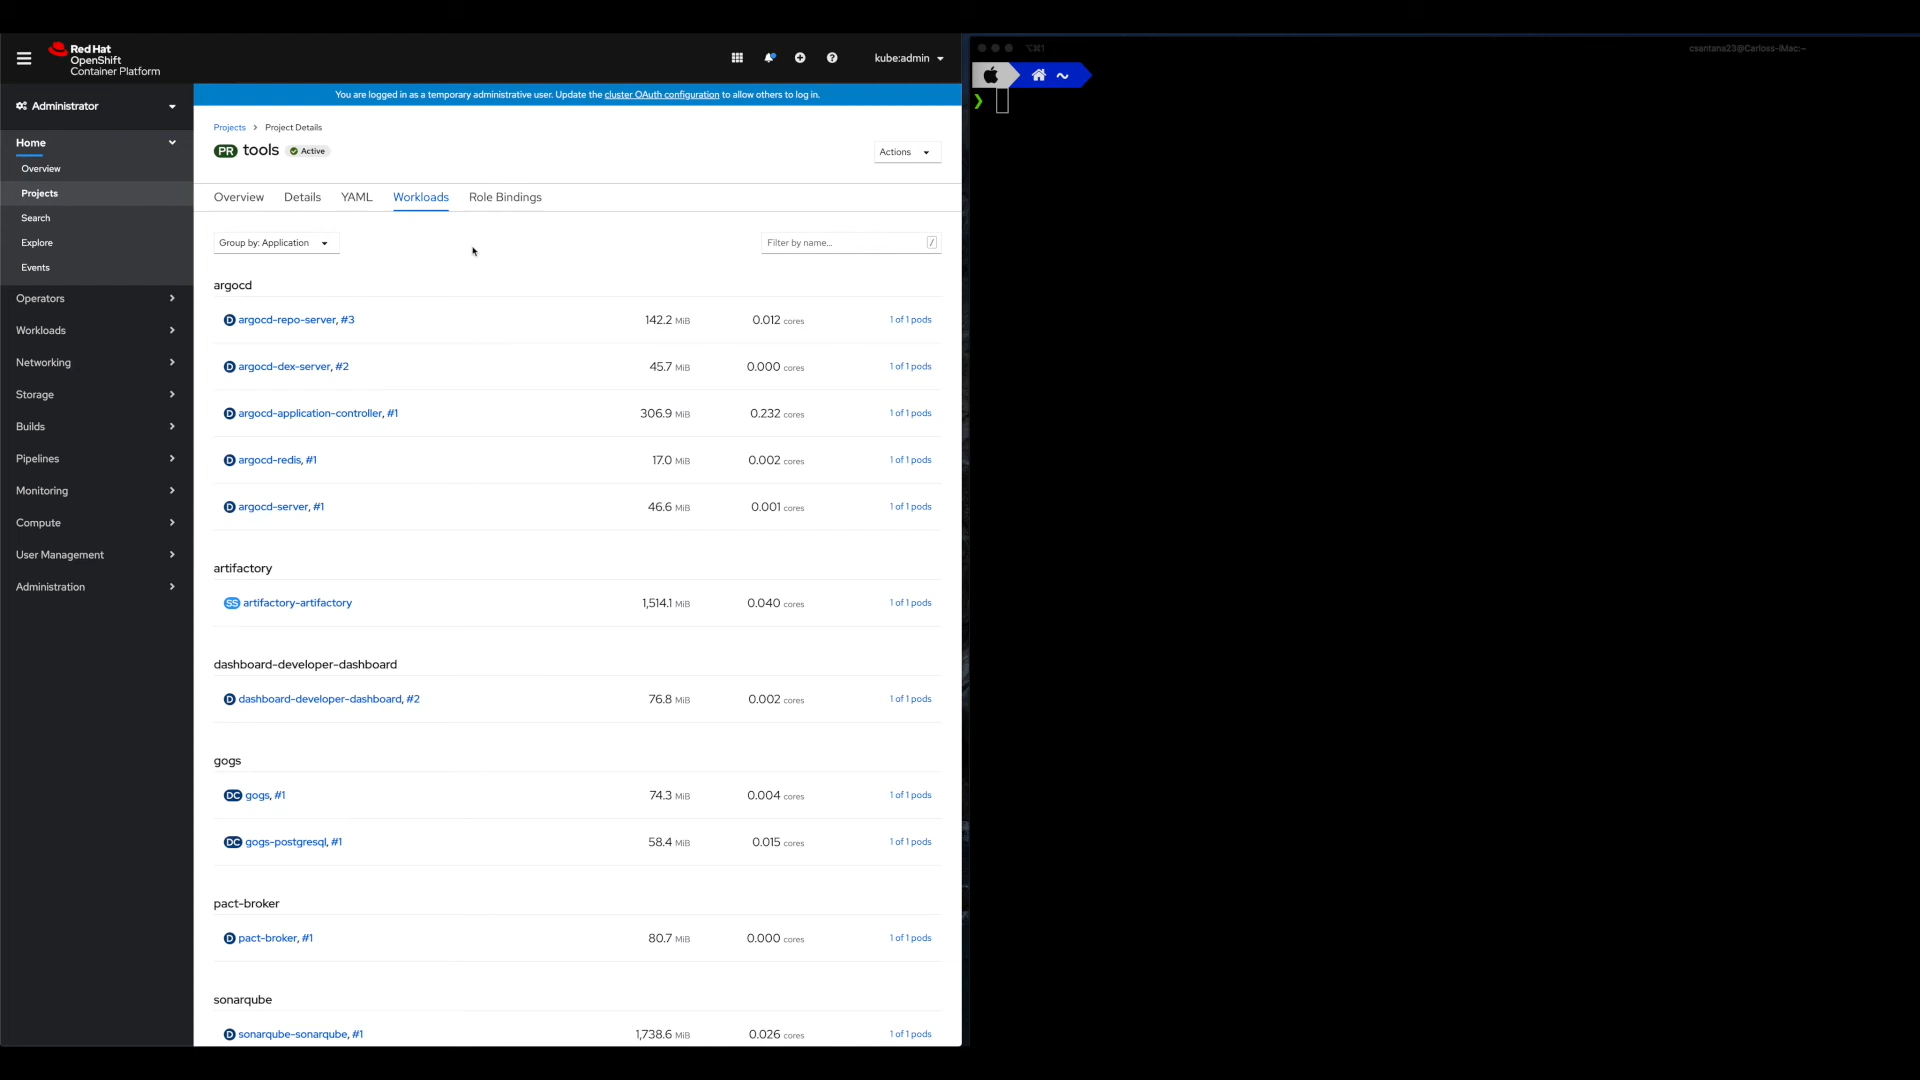 Red Hat
OpenShift
Container Platform
kube:admin
⌥⌘1
csantana23@Carloss-iMac:~
Administrator
You are logged in as a temporary administrative user. Update the cluster OAuth configuration to allow others to log in.
Home
Overview
Projects
Search
Explore
Events
Operators
Workloads
Networking
Storage
Builds
Pipelines
Monitoring
Compute
User Management
Administration
Projects > Project Details
PR tools Active
Actions
Overview Details YAML Workloads Role Bindings
Group by: Application
Filter by name... /
argocd
D argocd-repo-server, #3 142.2 MiB 0.012 cores 1 of 1 pods
D argocd-dex-server, #2 45.7 MiB 0.000 cores 1 of 1 pods
D argocd-application-controller, #1 306.9 MiB 0.232 cores 1 of 1 pods
D argocd-redis, #1 17.0 MiB 0.002 cores 1 of 1 pods
D argocd-server, #1 46.6 MiB 0.001 cores 1 of 1 pods
artifactory
SS artifactory-artifactory 1,514.1 MiB 0.040 cores 1 of 1 pods
dashboard-developer-dashboard
D dashboard-developer-dashboard, #2 76.8 MiB 0.002 cores 1 of 1 pods
gogs
DC gogs, #1 74.3 MiB 0.004 cores 1 of 1 pods
DC gogs-postgresql, #1 58.4 MiB 0.015 cores 1 of 1 pods
pact-broker
D pact-broker, #1 80.7 MiB 0.000 cores 1 of 1 pods
sonarqube
D sonarqube-sonarqube, #1 1,738.6 MiB 0.026 cores 1 of 1 pods
~
❯